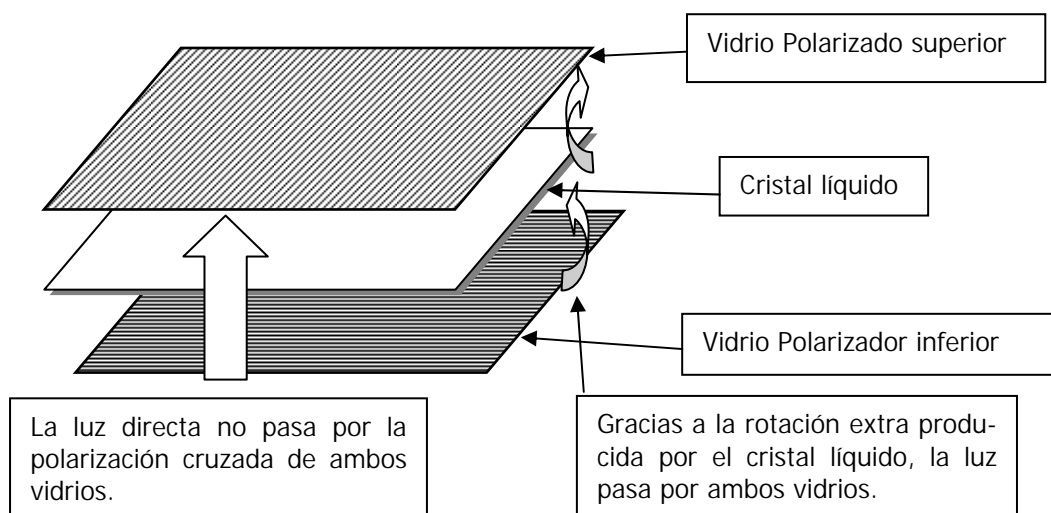 Vidrio Polarizado superior
Cristal líquido
Vidrio Polarizador inferior
La luz directa no pasa por la
polarización cruzada de ambos
vidrios.
Gracias a la rotación extra produ-
cida por el cristal líquido, la luz
pasa por ambos vidrios.